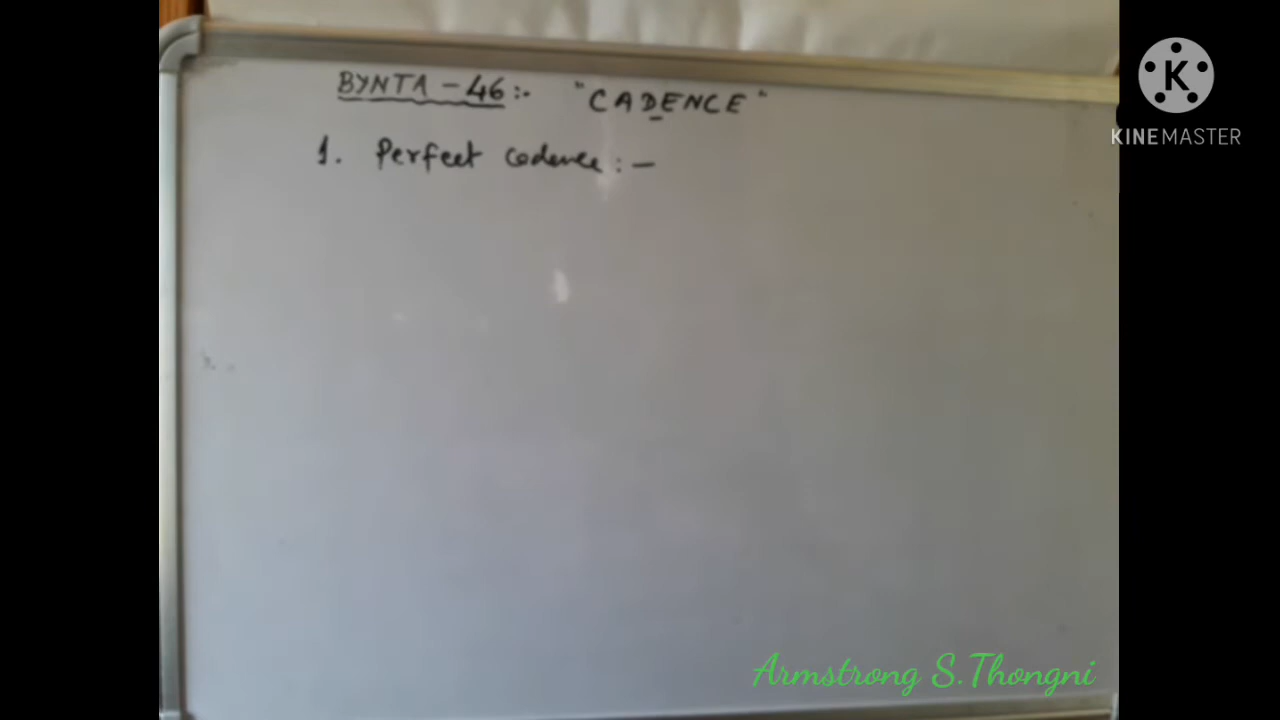 BYNTA - 46:- "CADENCE"
1. Perfect cadence :-
KINEMASTER
Armstrong S.Thongni